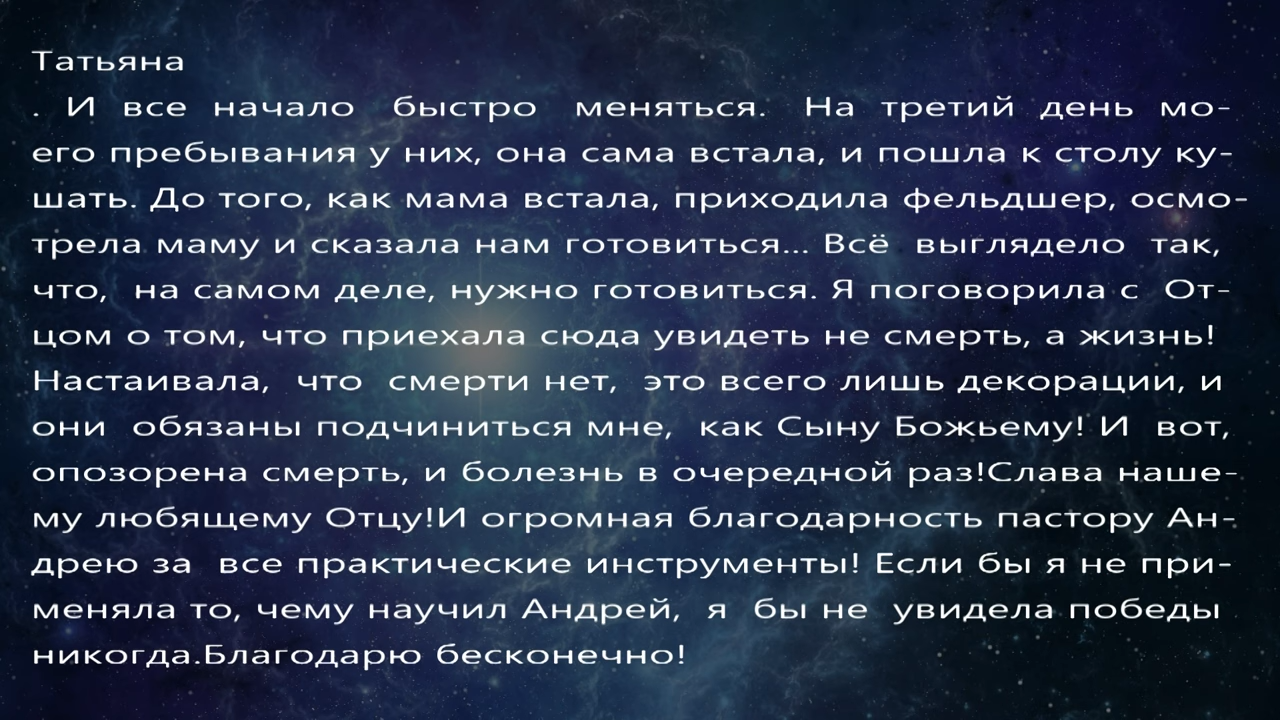 Татьяна
. И все начало быстро меняться. На третий день мо-
его пребывания у них, она сама встала, и пошла к столу ку-
шать. До того, как мама встала, приходила фельдшер, осмо-
трела маму и сказала нам готовиться... Всё выглядело так,
что, на самом деле, нужно готовиться. Я поговорила с От-
цом о том, что приехала сюда увидеть не смерть, а жизнь!
Настаивала, что смерти нет, это всего лишь декорации, и
они обязаны подчиниться мне, как Сыну Божьему! И вот,
опозорена смерть, и болезнь в очередной раз!Слава наше-
му любящему Отцу!И огромная благодарность пастору Ан-
дрею за все практические инструменты! Если бы я не при-
меняла то, чему научил Андрей, я бы не увидела победы
никогда.Благодарю бесконечно!